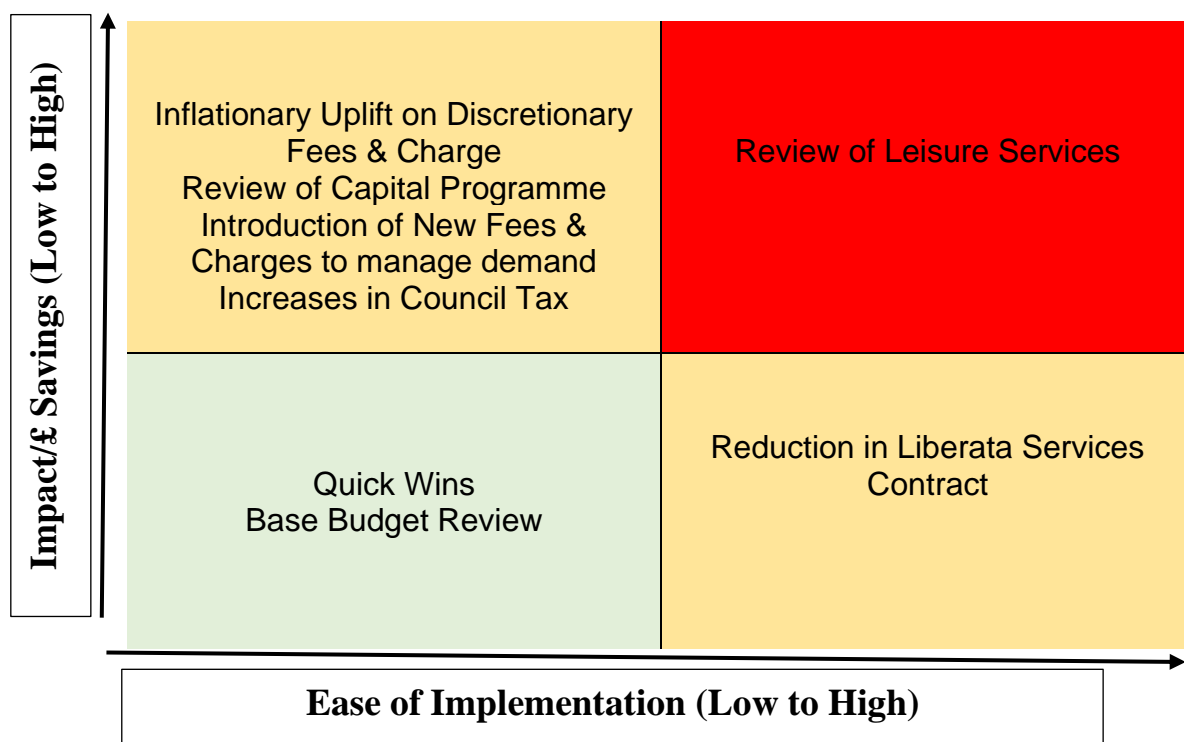 Impact/£ Savings (Low to High)
Inflationary Uplift on Discretionary
Fees & Charge
Review of Capital Programme
Introduction of New Fees &
Charges to manage demand
Increases in Council Tax
Review of Leisure Services
Quick Wins
Base Budget Review
Reduction in Liberata Services
Contract
Ease of Implementation (Low to High)